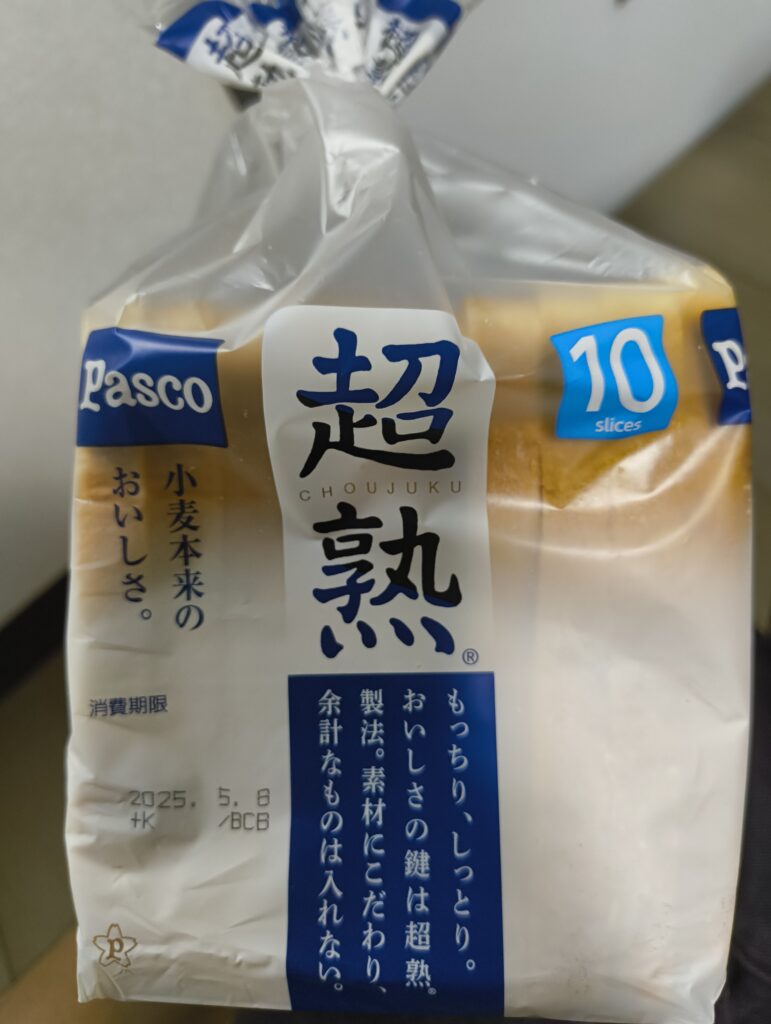 超
Pasco
10
slices
P
超
CHOUJUKU
熟
®
小麦本来の
おいしさ。
消費期限
2025. 5. 8
+K /BCB
もっちり、しっとり。
おいしさの鍵は超熟®
製法。素材にこだわり、
余計なものは入れない。
P